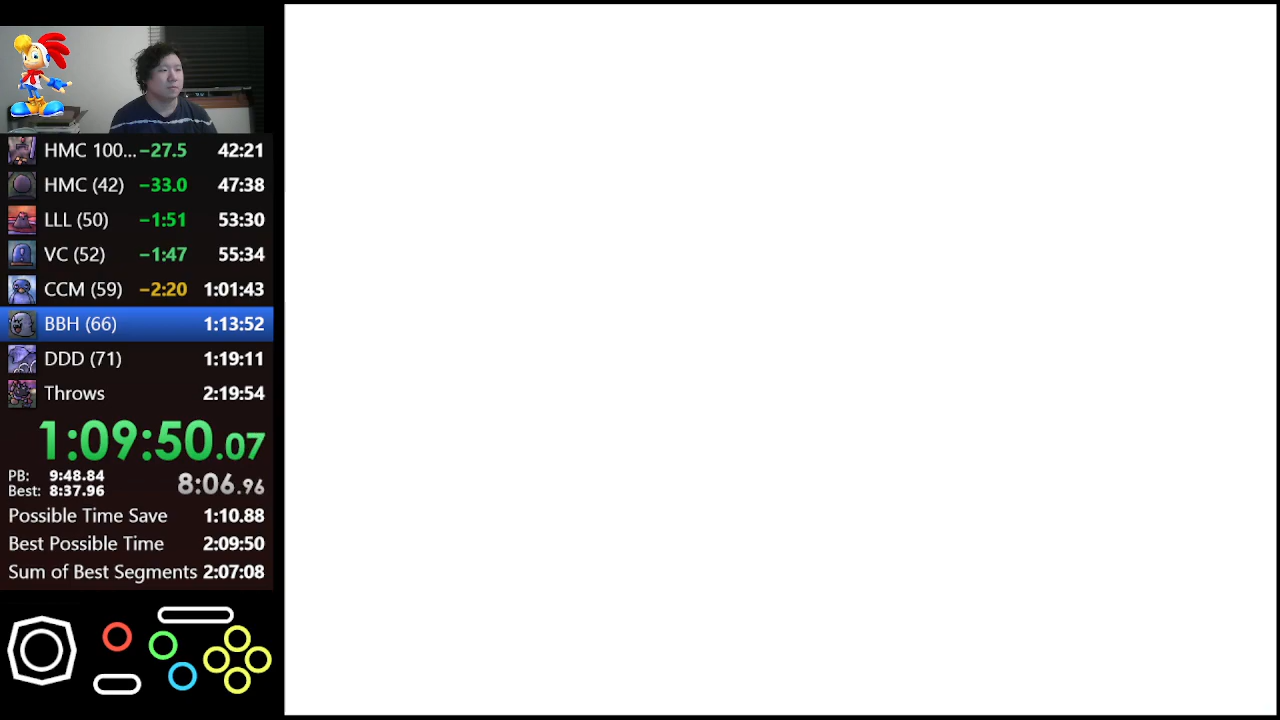 HMC 100... −27.5 42:21
HMC (42) −33.0 47:38
LLL (50) −1:51 53:30
VC (52) −1:47 55:34
CCM (59) −2:20 1:01:43
BBH (66) 1:13:52
DDD (71) 1:19:11
Throws 2:19:54
1:09:50.07
PB: 9:48.84 8:06.96
Best: 8:37.96
Possible Time Save 1:10.88
Best Possible Time 2:09:50
Sum of Best Segments 2:07:08